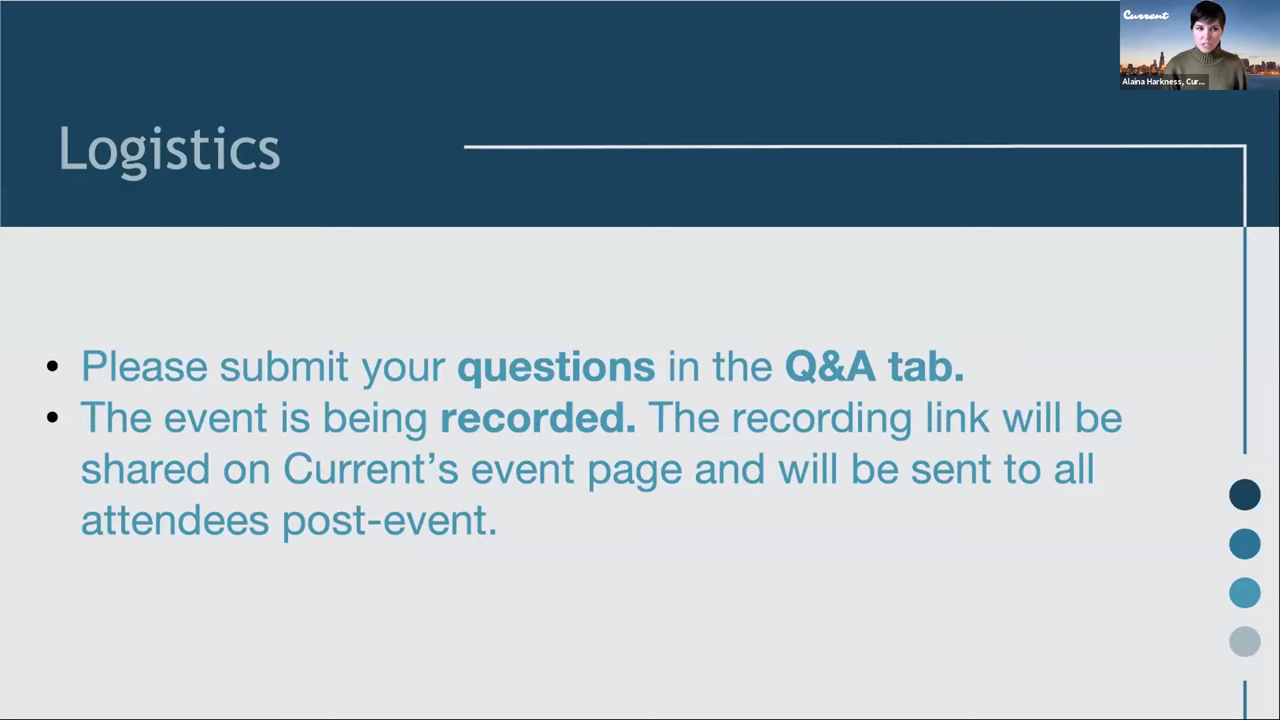 Current
Alaina Harkness, Cur...
Logistics
• Please submit your questions in the Q&A tab.
• The event is being recorded. The recording link will be
shared on Current’s event page and will be sent to all
attendees post-event.